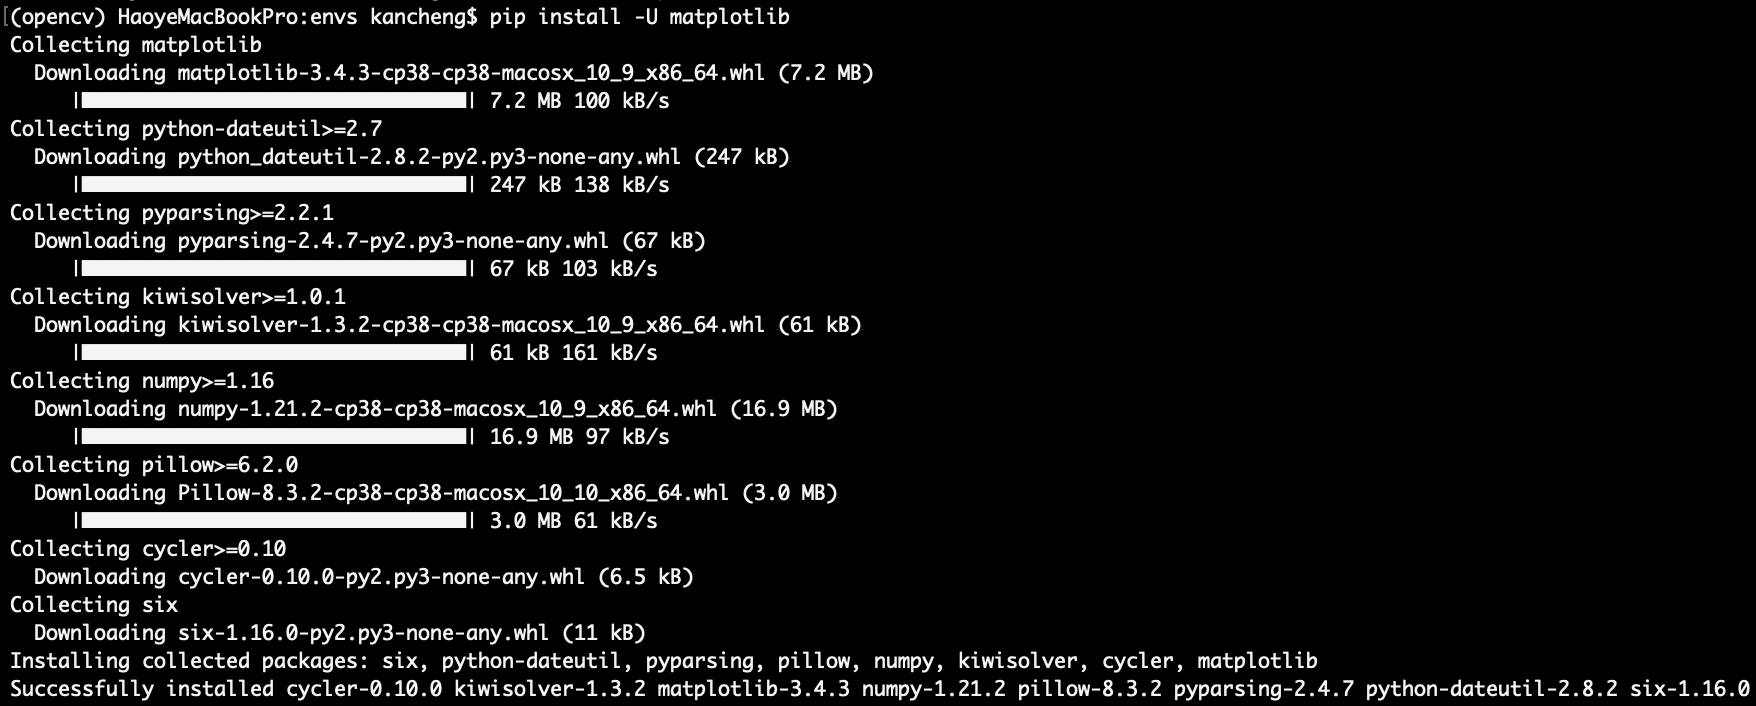 (opencv) HaoyeMacBookPro:envs kancheng$ pip install -U matplotlib
Collecting matplotlib
  Downloading matplotlib-3.4.3-cp38-cp38-macosx_10_9_x86_64.whl (7.2 MB)
     |████████████████████████████████| 7.2 MB 100 kB/s
Collecting python-dateutil>=2.7
  Downloading python_dateutil-2.8.2-py2.py3-none-any.whl (247 kB)
     |████████████████████████████████| 247 kB 138 kB/s
Collecting pyparsing>=2.2.1
  Downloading pyparsing-2.4.7-py2.py3-none-any.whl (67 kB)
     |████████████████████████████████| 67 kB 103 kB/s
Collecting kiwisolver>=1.0.1
  Downloading kiwisolver-1.3.2-cp38-cp38-macosx_10_9_x86_64.whl (61 kB)
     |████████████████████████████████| 61 kB 161 kB/s
Collecting numpy>=1.16
  Downloading numpy-1.21.2-cp38-cp38-macosx_10_9_x86_64.whl (16.9 MB)
     |████████████████████████████████| 16.9 MB 97 kB/s
Collecting pillow>=6.2.0
  Downloading Pillow-8.3.2-cp38-cp38-macosx_10_10_x86_64.whl (3.0 MB)
     |████████████████████████████████| 3.0 MB 61 kB/s
Collecting cycler>=0.10
  Downloading cycler-0.10.0-py2.py3-none-any.whl (6.5 kB)
Collecting six
  Downloading six-1.16.0-py2.py3-none-any.whl (11 kB)
Installing collected packages: six, python-dateutil, pyparsing, pillow, numpy, kiwisolver, cycler, matplotlib
Successfully installed cycler-0.10.0 kiwisolver-1.3.2 matplotlib-3.4.3 numpy-1.21.2 pillow-8.3.2 pyparsing-2.4.7 python-dateutil-2.8.2 six-1.16.0